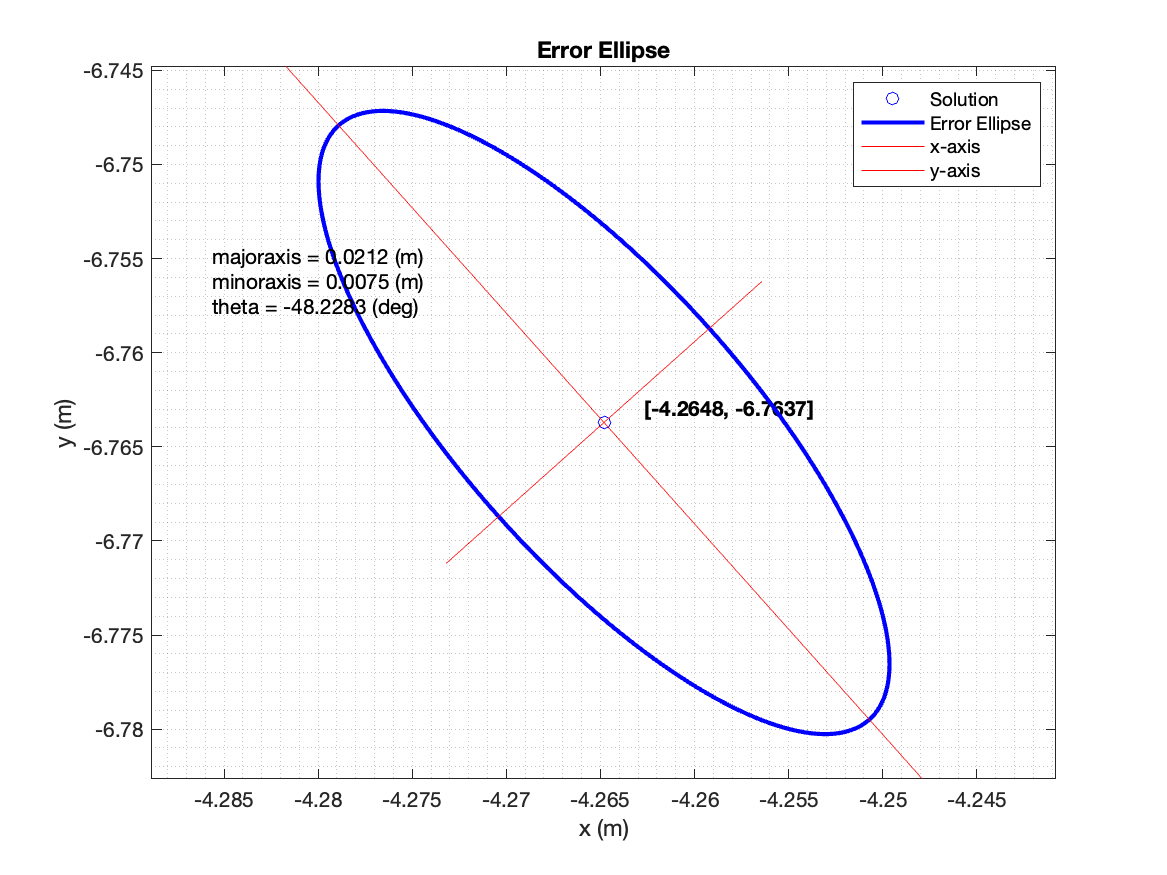 Error Ellipse
Solution
Error Ellipse
x-axis
y-axis
-6.745
-6.75
-6.755
-6.76
-6.765
-6.77
-6.775
-6.78
y (m)
majoraxis = 0.0212 (m)
minoraxis = 0.0075 (m)
theta = -48.2283 (deg)
[-4.2648, -6.7637]
-4.285 -4.28 -4.275 -4.27 -4.265 -4.26 -4.255 -4.25 -4.245
x (m)